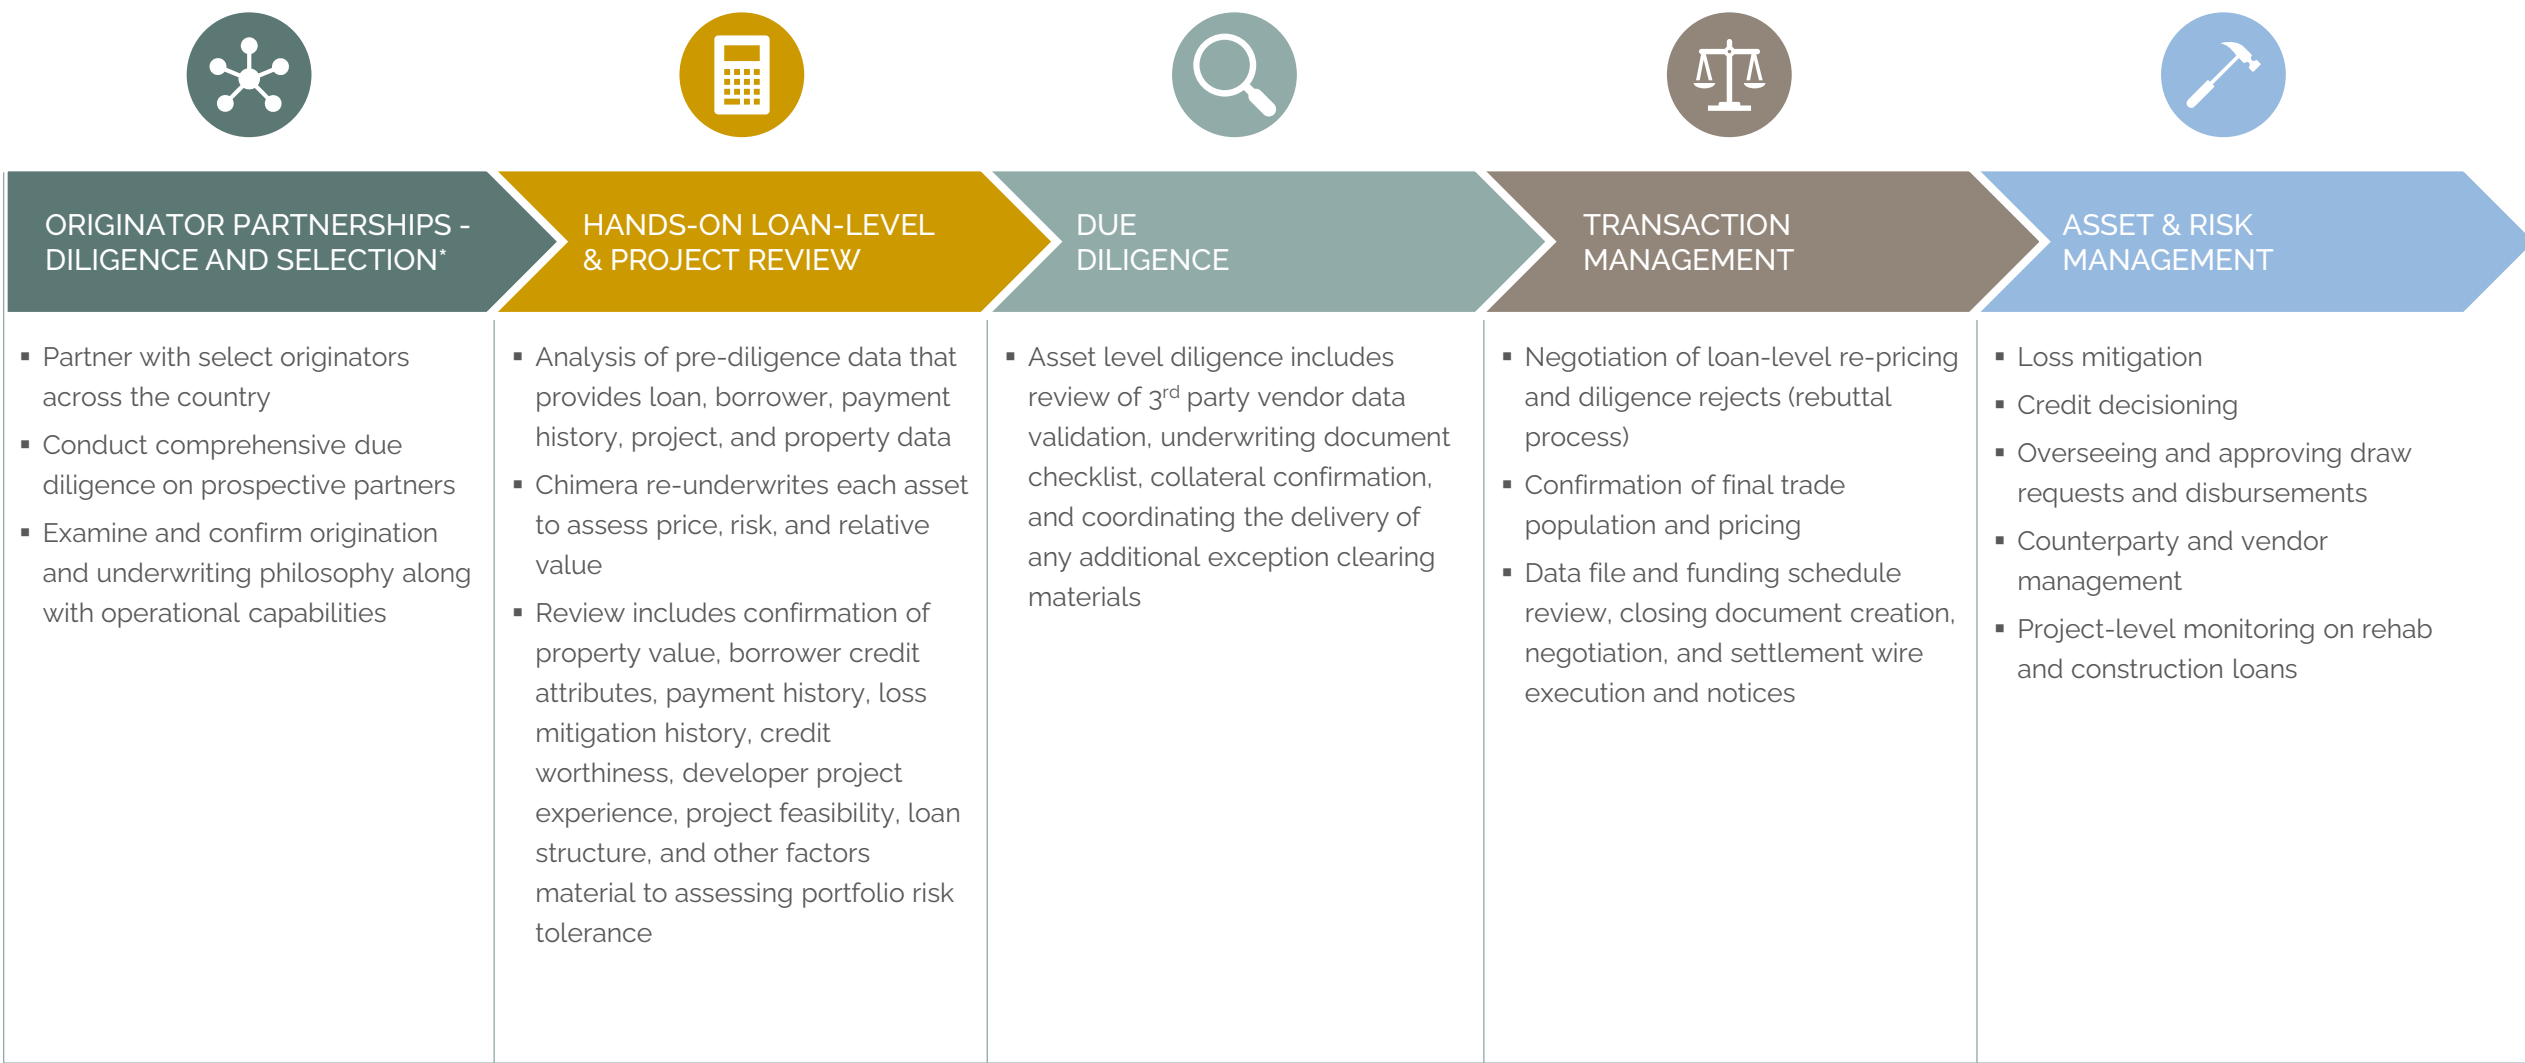 ORIGINATOR PARTNERSHIPS -
DILIGENCE AND SELECTION*
▪ Partner with select originators
across the country
▪ Conduct comprehensive due
diligence on prospective partners
▪ Examine and confirm origination
and underwriting philosophy along
with operational capabilities
HANDS-ON LOAN-LEVEL
& PROJECT REVIEW
▪ Analysis of pre-diligence data that
provides loan, borrower, payment
history, project, and property data
▪ Chimera re-underwrites each asset
to assess price, risk, and relative
value
▪ Review includes confirmation of
property value, borrower credit
attributes, payment history, loss
mitigation history, credit
worthiness, developer project
experience, project feasibility, loan
structure, and other factors
material to assessing portfolio risk
tolerance
DUE
DILIGENCE
▪ Asset level diligence includes
review of 3rd party vendor data
validation, underwriting document
checklist, collateral confirmation,
and coordinating the delivery of
any additional exception clearing
materials
TRANSACTION
MANAGEMENT
▪ Negotiation of loan-level re-pricing
and diligence rejects (rebuttal
process)
▪ Confirmation of final trade
population and pricing
▪ Data file and funding schedule
review, closing document creation,
negotiation, and settlement wire
execution and notices
ASSET & RISK
MANAGEMENT
▪ Loss mitigation
▪ Credit decisioning
▪ Overseeing and approving draw
requests and disbursements
▪ Counterparty and vendor
management
▪ Project-level monitoring on rehab
and construction loans